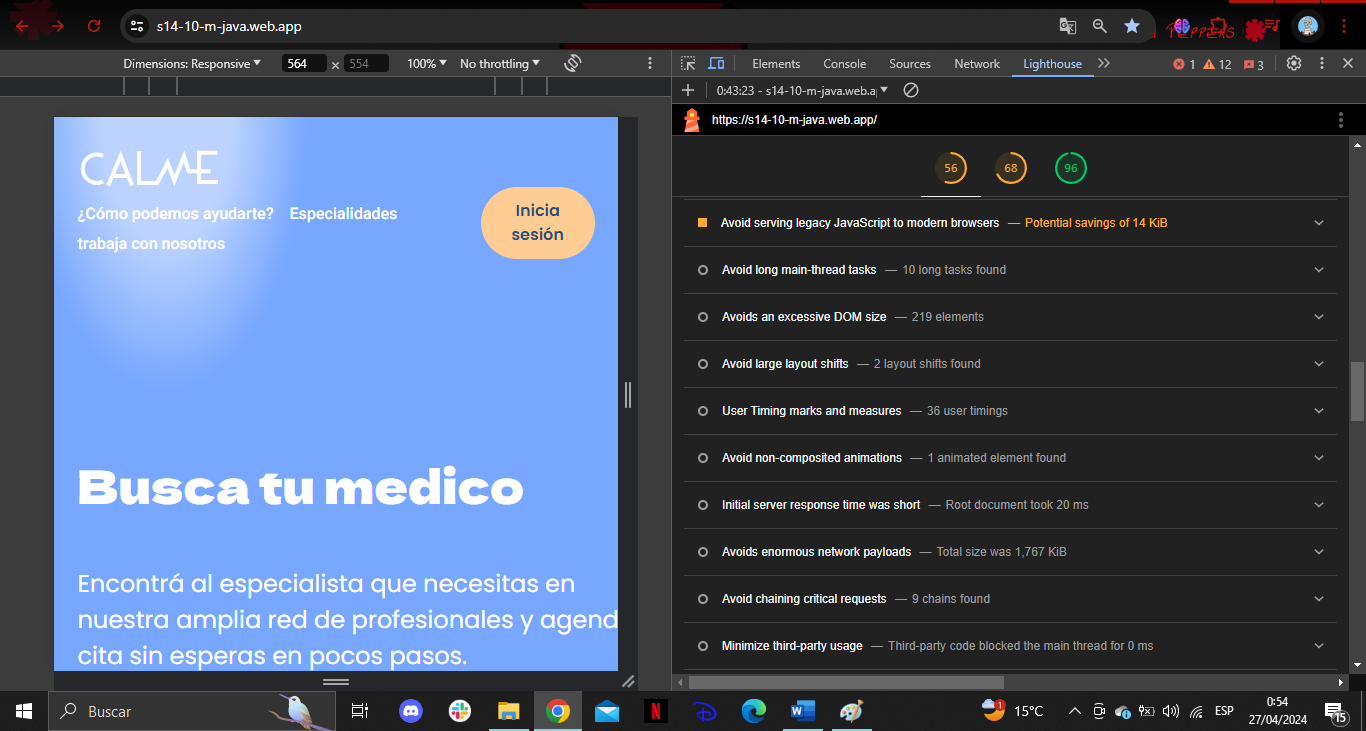 s14-10-m-java.web.app
PEPPERS
Dimensions: Responsive 564 x 554 100% No throttling
Elements Console Sources Network Lighthouse 1 12 3
0:43:23 - s14-10-m-java.web.a
https://s14-10-m-java.web.app/
56 68 96
CALME
¿Cómo podemos ayudarte? Especialidades
trabaja con nosotros
Inicia
sesión
Busca tu medico
Encontrá al especialista que necesitas en
nuestra amplia red de profesionales y agend
cita sin esperas en pocos pasos.
Avoid serving legacy JavaScript to modern browsers — Potential savings of 14 KiB
Avoid long main-thread tasks — 10 long tasks found
Avoids an excessive DOM size — 219 elements
Avoid large layout shifts — 2 layout shifts found
User Timing marks and measures — 36 user timings
Avoid non-composited animations — 1 animated element found
Initial server response time was short — Root document took 20 ms
Avoids enormous network payloads — Total size was 1,767 KiB
Avoid chaining critical requests — 9 chains found
Minimize third-party usage — Third-party code blocked the main thread for 0 ms
Buscar
1
15°C
ESP
0:54
27/04/2024
15